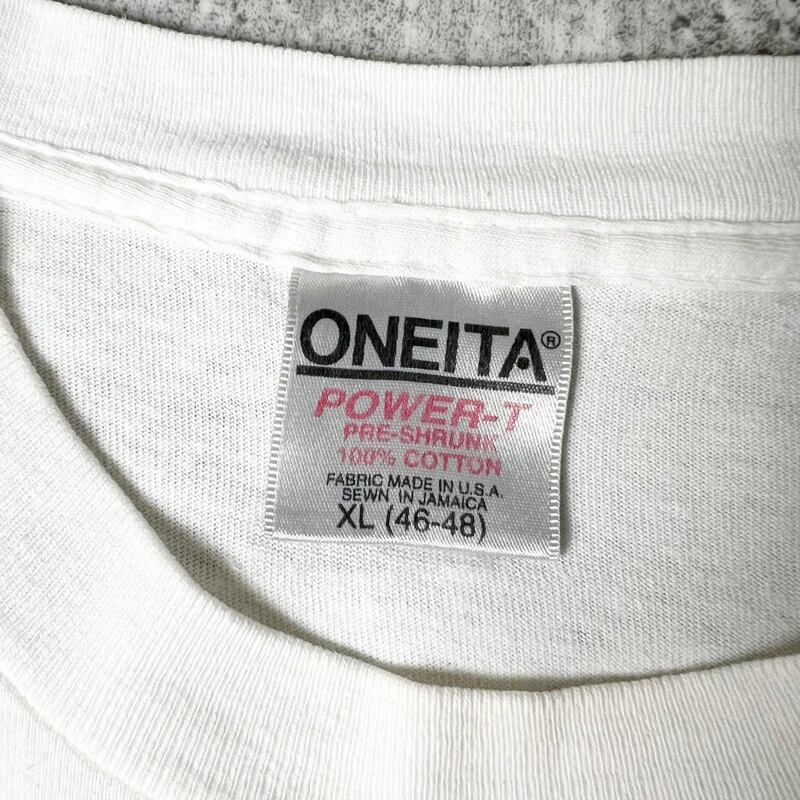 ONEITA®
POWER-T
PRE-SHRUNK
100% COTTON
FABRIC MADE IN U.S.A.
SEWN IN JAMAICA
XL (46-48)